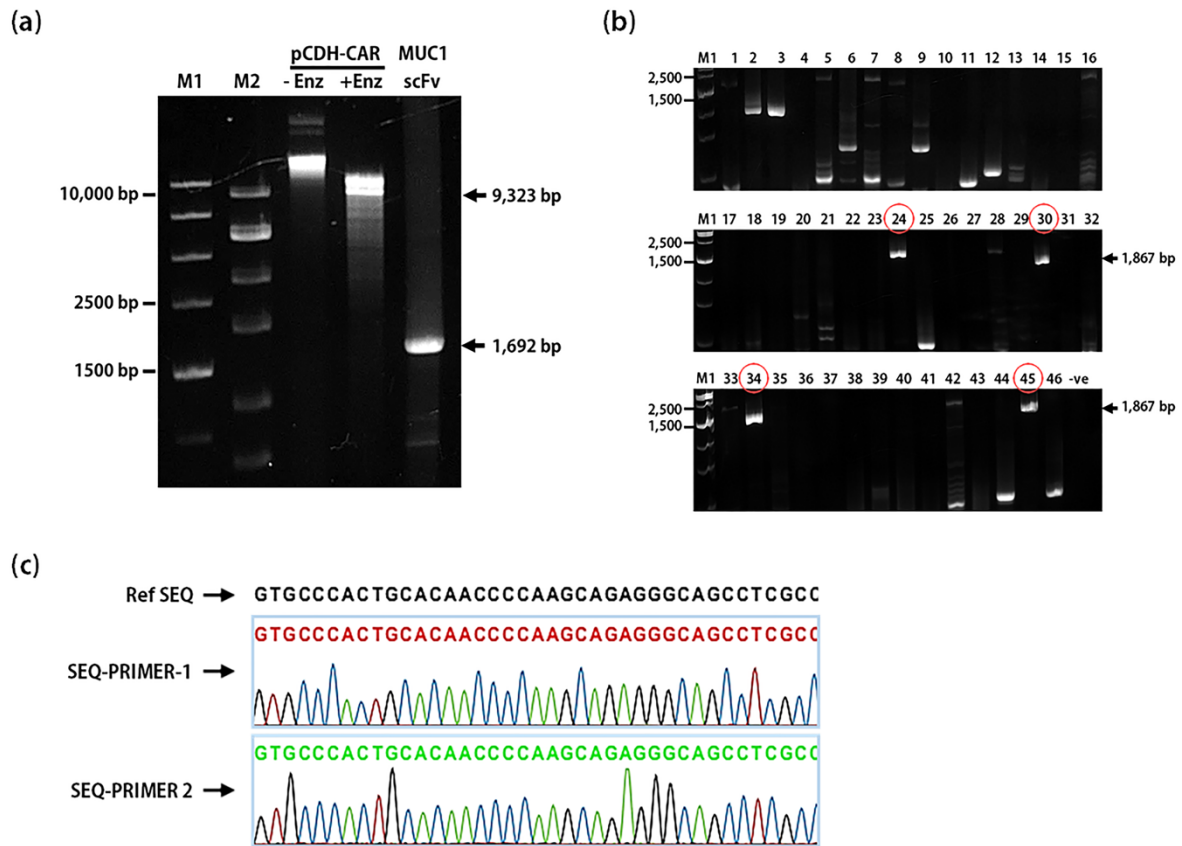 (a)
pCDH-CAR MUC1
M1 M2 - Enz +Enz scFv
10,000 bp
9,323 bp
2500 bp
1,692 bp
1500 bp
(b)
M1 1 2 3 4 5 6 7 8 9 10 11 12 13 14 15 16
2,500
1,500
M1 17 18 19 20 21 22 23 24 25 26 27 28 29 30 31 32
2,500
1,500
1,867 bp
M1 33 34 35 36 37 38 39 40 41 42 43 44 45 46 -ve
2,500
1,500
1,867 bp
(c)
Ref SEQ GTGCCCACTGCACAACCCCAAGCAGAGGGCAGCCTCGCC
GTGCCCACTGCACAACCCCAAGCAGAGGGCAGCCTCGCC
SEQ-PRIMER-1
GTGCCCACTGCACAACCCCAAGCAGAGGGCAGCCTCGCC
SEQ-PRIMER 2